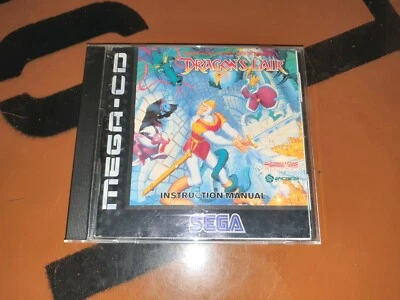 MEGA-CD
DRAGON'S LAIR
INSTRUCTION MANUAL
SEGA